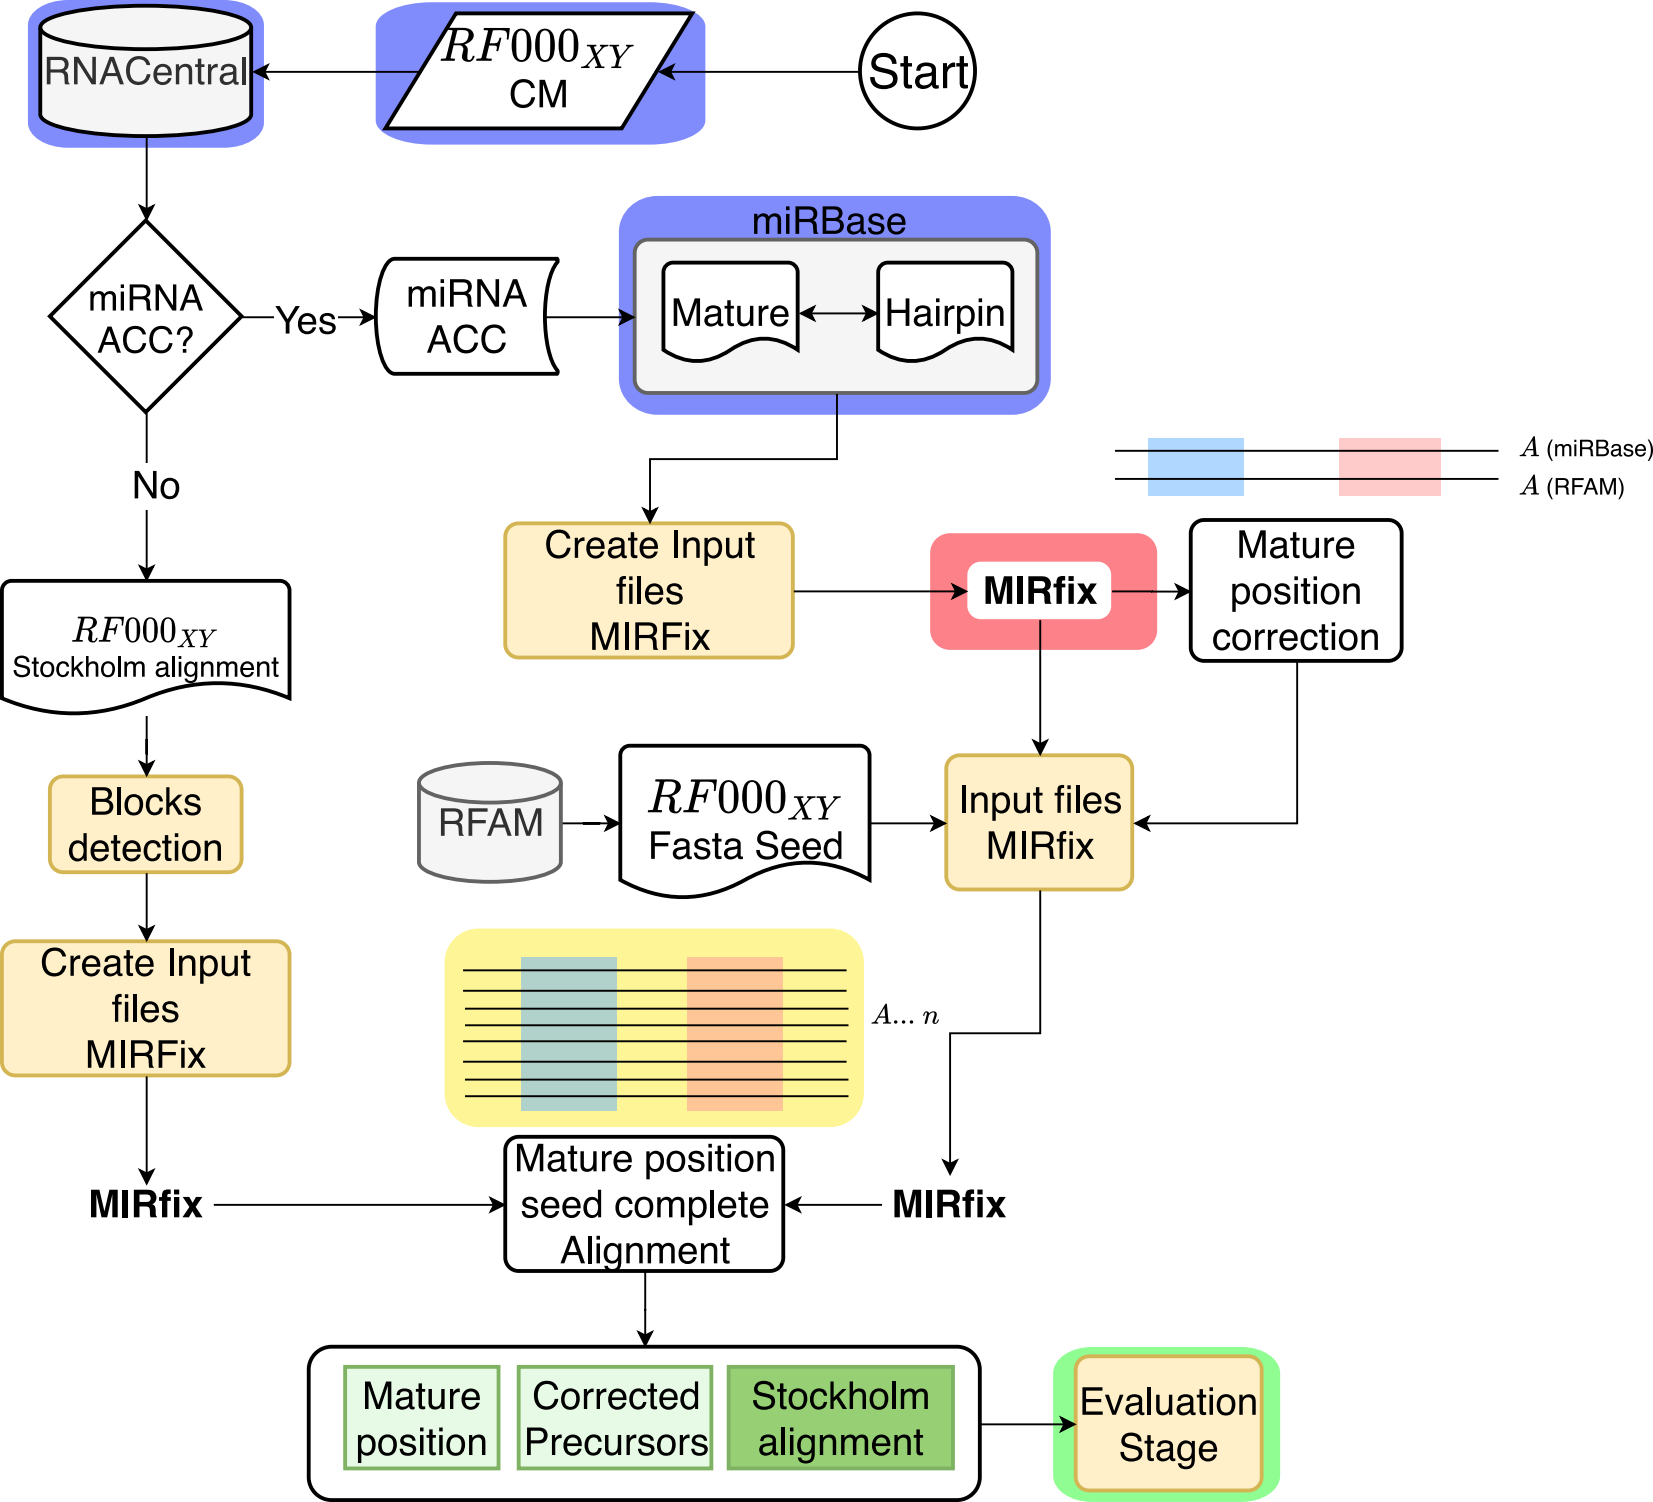 RNACentral
RF000XY
CM
Start
miRBase
miRNA
ACC?
Yes
miRNA
ACC
Mature
Hairpin
No
A (miRBase)
A (RFAM)
Create Input
files
MIRFix
MIRfix
Mature
position
correction
RF000XY
Stockholm alignment
Blocks
detection
RFAM
RF000XY
Fasta Seed
Input files
MIRfix
Create Input
files
MIRFix
A... n
MIRfix
Mature position
seed complete
Alignment
MIRfix
Mature
position
Corrected
Precursors
Stockholm
alignment
Evaluation
Stage